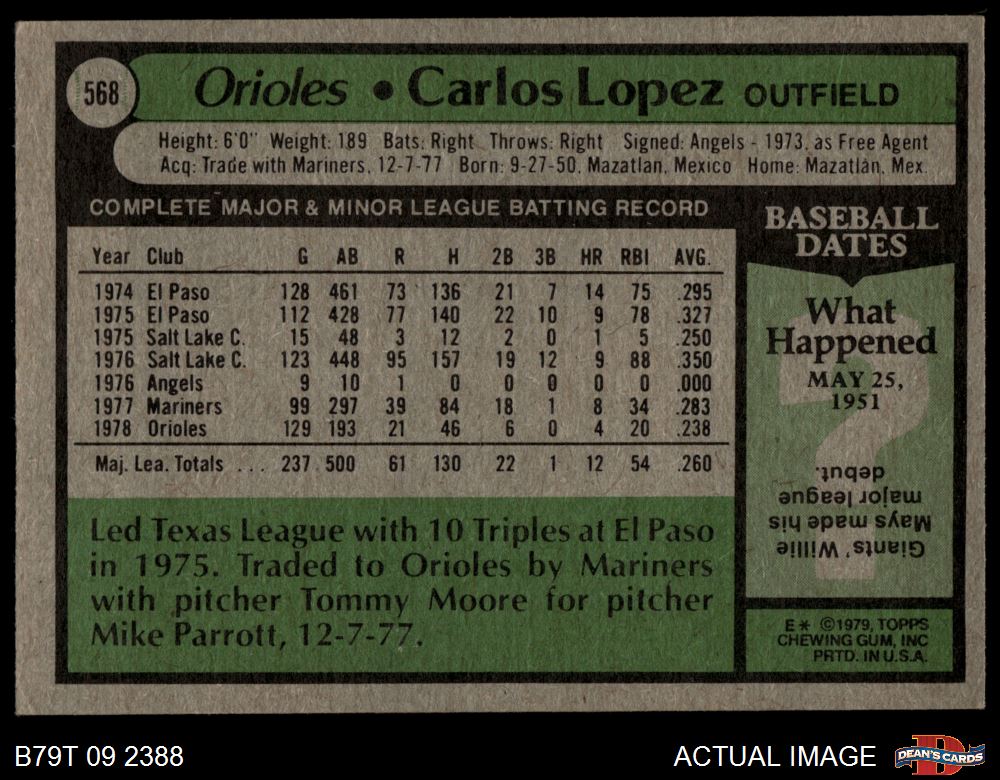 568
Orioles • Carlos Lopez OUTFIELD
Height: 6'0" Weight: 189 Bats: Right Throws: Right Signed: Angels - 1973, as Free Agent
Acq: Trade with Mariners, 12-7-77 Born: 9-27-50, Mazatlan, Mexico Home: Mazatlan, Mex.
COMPLETE MAJOR & MINOR LEAGUE BATTING RECORD
Year Club G AB R H 2B 3B HR RBI AVG.
1974 El Paso 128 461 73 136 21 7 14 75 .295
1975 El Paso 112 428 77 140 22 10 9 78 .327
1975 Salt Lake C. 15 48 3 12 2 0 1 5 .250
1976 Salt Lake C. 123 448 95 157 19 12 9 88 .350
1976 Angels 9 10 1 0 0 0 0 0 .000
1977 Mariners 99 297 39 84 18 1 8 34 .283
1978 Orioles 129 193 21 46 6 0 4 20 .238
Maj. Lea. Totals ... 237 500 61 130 22 1 12 54 .260
Led Texas League with 10 Triples at El Paso
in 1975. Traded to Orioles by Mariners
with pitcher Tommy Moore for pitcher
Mike Parrott, 12-7-77.
BASEBALL
DATES
What
Happened
MAY 25,
1951
Giants' Willie
Mays made his
major league
debut.
E* ©1979, TOPPS
CHEWING GUM, INC
PRTD. IN U.S.A.
B79T 09 2388
ACTUAL IMAGE
DEAN'S CARDS